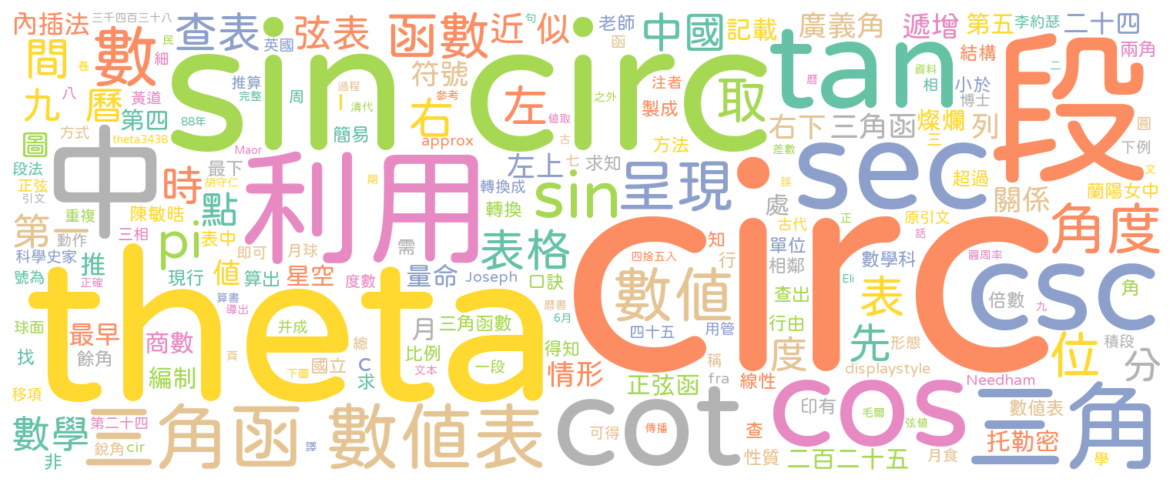 內插法
三千四百三十八
民
查表
英國
弦表
函數
近似
老師
句
函
中國
記載
廣義角
遞增
第五
李約瑟
二十四
間
數
細
sin
circ
tan
段
卷
符號
取
結構
兩角
九
八
曆
黃道
推算
完整
周
過程
清代
參考
l
右
左
注者
製成
之外
資料
相
小於
曆
博士
二
圖
第四
88年
theta3438
簡易
approx
值取
古
方法
右下
三角函
燦爛
三
列
圓
下例
方式
Maor
中
利用
段法
正弦
引文
時
最下
胡守仁
左上
七
求知
差數
sec
超過
文
蘭陽女中
重複
陳敏晧
點
期
轉換成
sin
呈現
處
誤
古代
正
原引文
話
關係
第一
動作
三相
pi
表中
即可
月球
需
轉換
circ
知
單位
相鄰
角度
科學史家
正確
號為
推
現行
值
算出
星空
度數
量命
表格
Joseph
口訣
曆書
6月
四捨五入
行
數學科
圓周率
Eli
查出
csc
角
倍數
九
theta
算書
導出
數值
表
球面
最早
商數
并成
月
三角函數
四十五
用管
行由
形態
積段
找
餘角
總
c
比例
文本
得知
度
先
稱
位
分
移項
編制
頁
國立
下圖
求
一段
情形
正弦函
fra
線性
displaystyle
Needham
數學
第二十四
三角函
數值表
cot
cos
三角
印有
毛爾
弦值
數值表
托勒密
非
銳角
cir
譯
可得
傳播
查
性質
二百二十五
月食
學